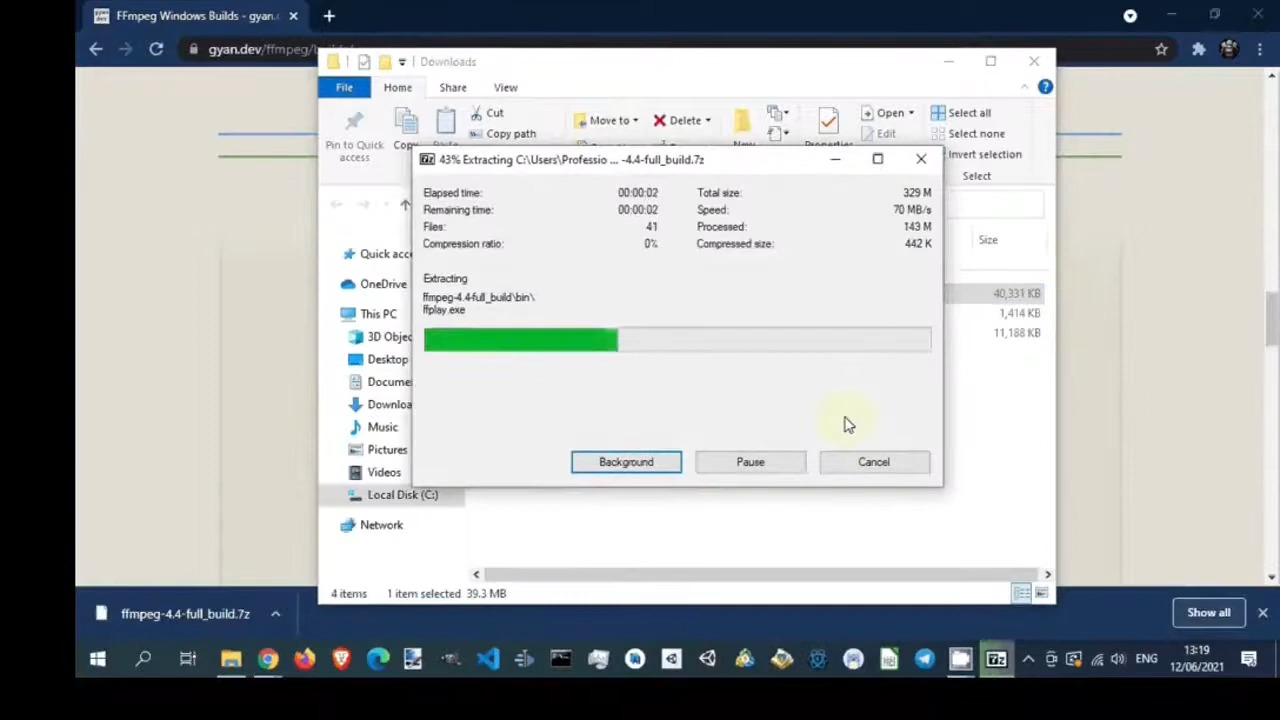 FFmpeg Windows Builds - gyan.
gyan.dev/ffmpeg/
Downloads
File
Home
Share
View
Pin to Quick
access
Cut
Copy path
Move to
Delete
Open
Edit
Select all
Select none
Invert selection
Select
43% Extracting C:\Users\Professio ... -4.4-full_build.7z
Elapsed time: 00:00:02
Total size: 329 M
Remaining time: 00:00:02
Speed: 70 MB/s
Files: 41
Processed: 143 M
Compression ratio: 0%
Compressed size: 442 K
Extracting
ffmpeg-4.4-full_build\bin\
ffplay.exe
Background
Pause
Cancel
Size
40,331 KB
1,414 KB
11,188 KB
Quick acce
OneDrive
This PC
3D Objec
Desktop
Docume
Downloa
Music
Pictures
Videos
Local Disk (C:)
Network
4 items
1 item selected 39.3 MB
ffmpeg-4.4-full_build.7z
Show all
7z
ENG
13:19
12/06/2021